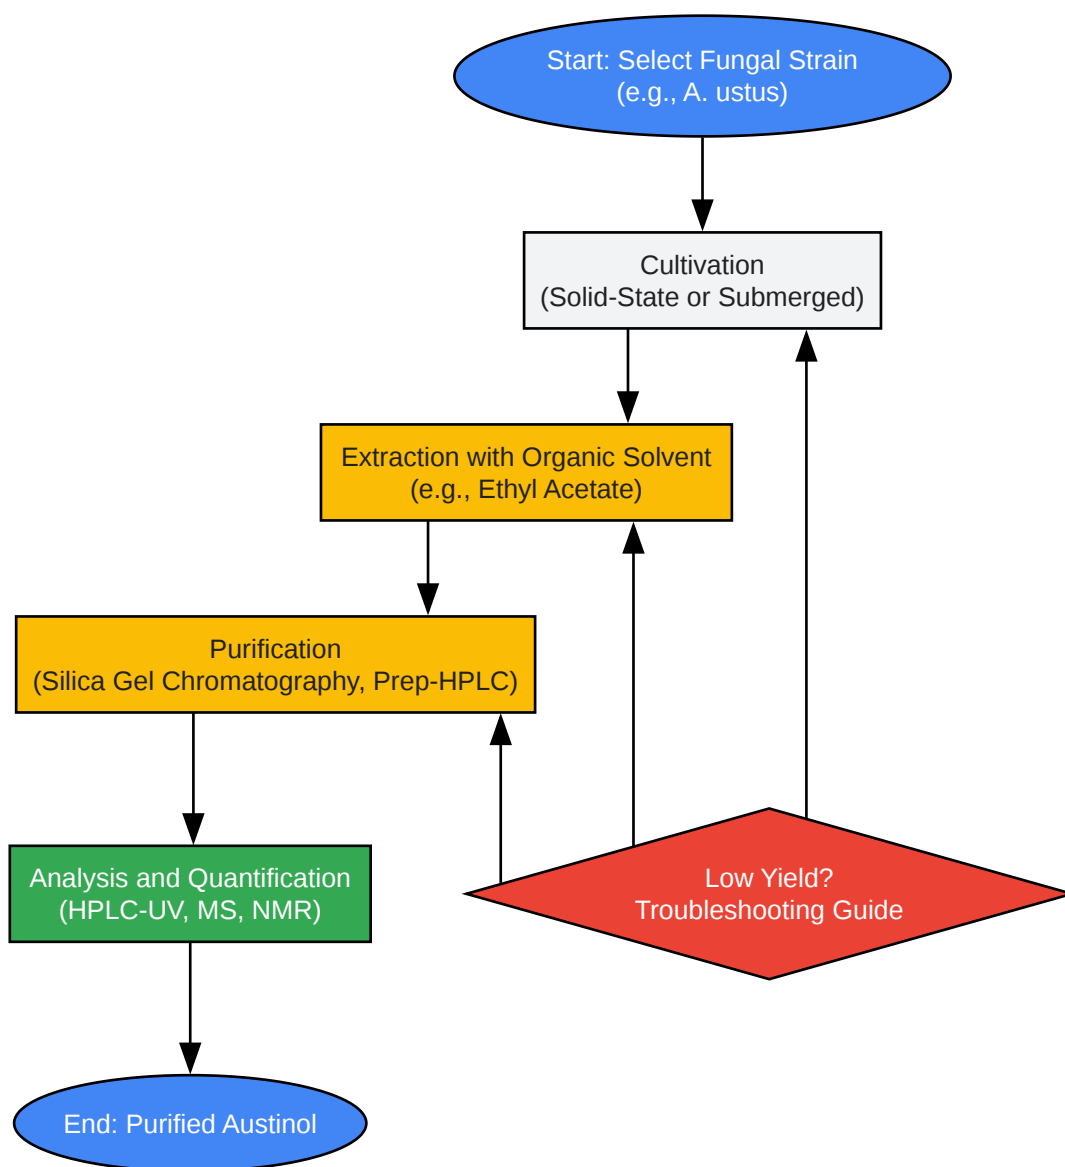 Start: Select Fungal Strain
(e.g., A. ustus)
Cultivation
(Solid-State or Submerged)
Extraction with Organic Solvent
(e.g., Ethyl Acetate)
Purification
(Silica Gel Chromatography, Prep-HPLC)
Analysis and Quantification
(HPLC-UV, MS, NMR)
Low Yield?
Troubleshooting Guide
End: Purified Austinol